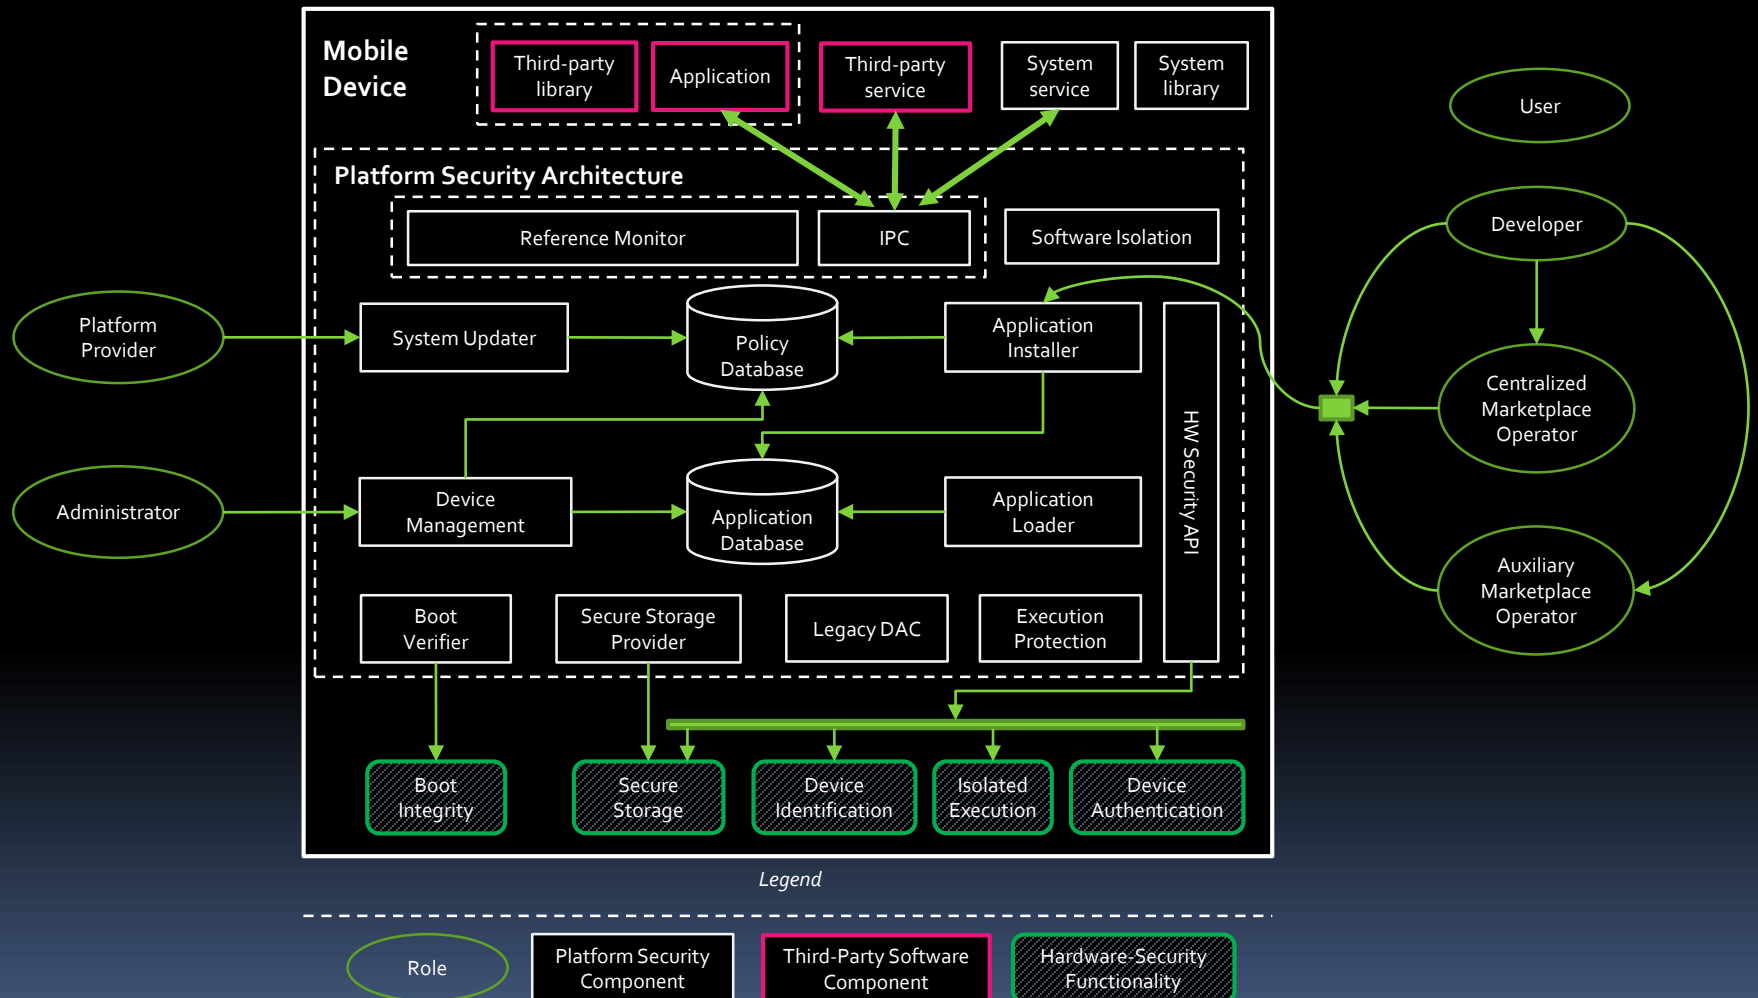 Mobile
Device
Third-party
library
Application
Third-party
service
System
service
System
library
User
Platform Security Architecture
Reference Monitor
IPC
Software Isolation
Developer
Platform
Provider
System Updater
Policy
Database
Application
Installer
HW Security API
Centralized
Marketplace
Operator
Administrator
Device
Management
Application
Database
Application
Loader
Auxiliary
Marketplace
Operator
Boot
Verifier
Secure Storage
Provider
Legacy DAC
Execution
Protection
Boot
Integrity
Secure
Storage
Device
Identification
Isolated
Execution
Device
Authentication
Legend
Role
Platform Security
Component
Third-Party Software
Component
Hardware-Security
Functionality